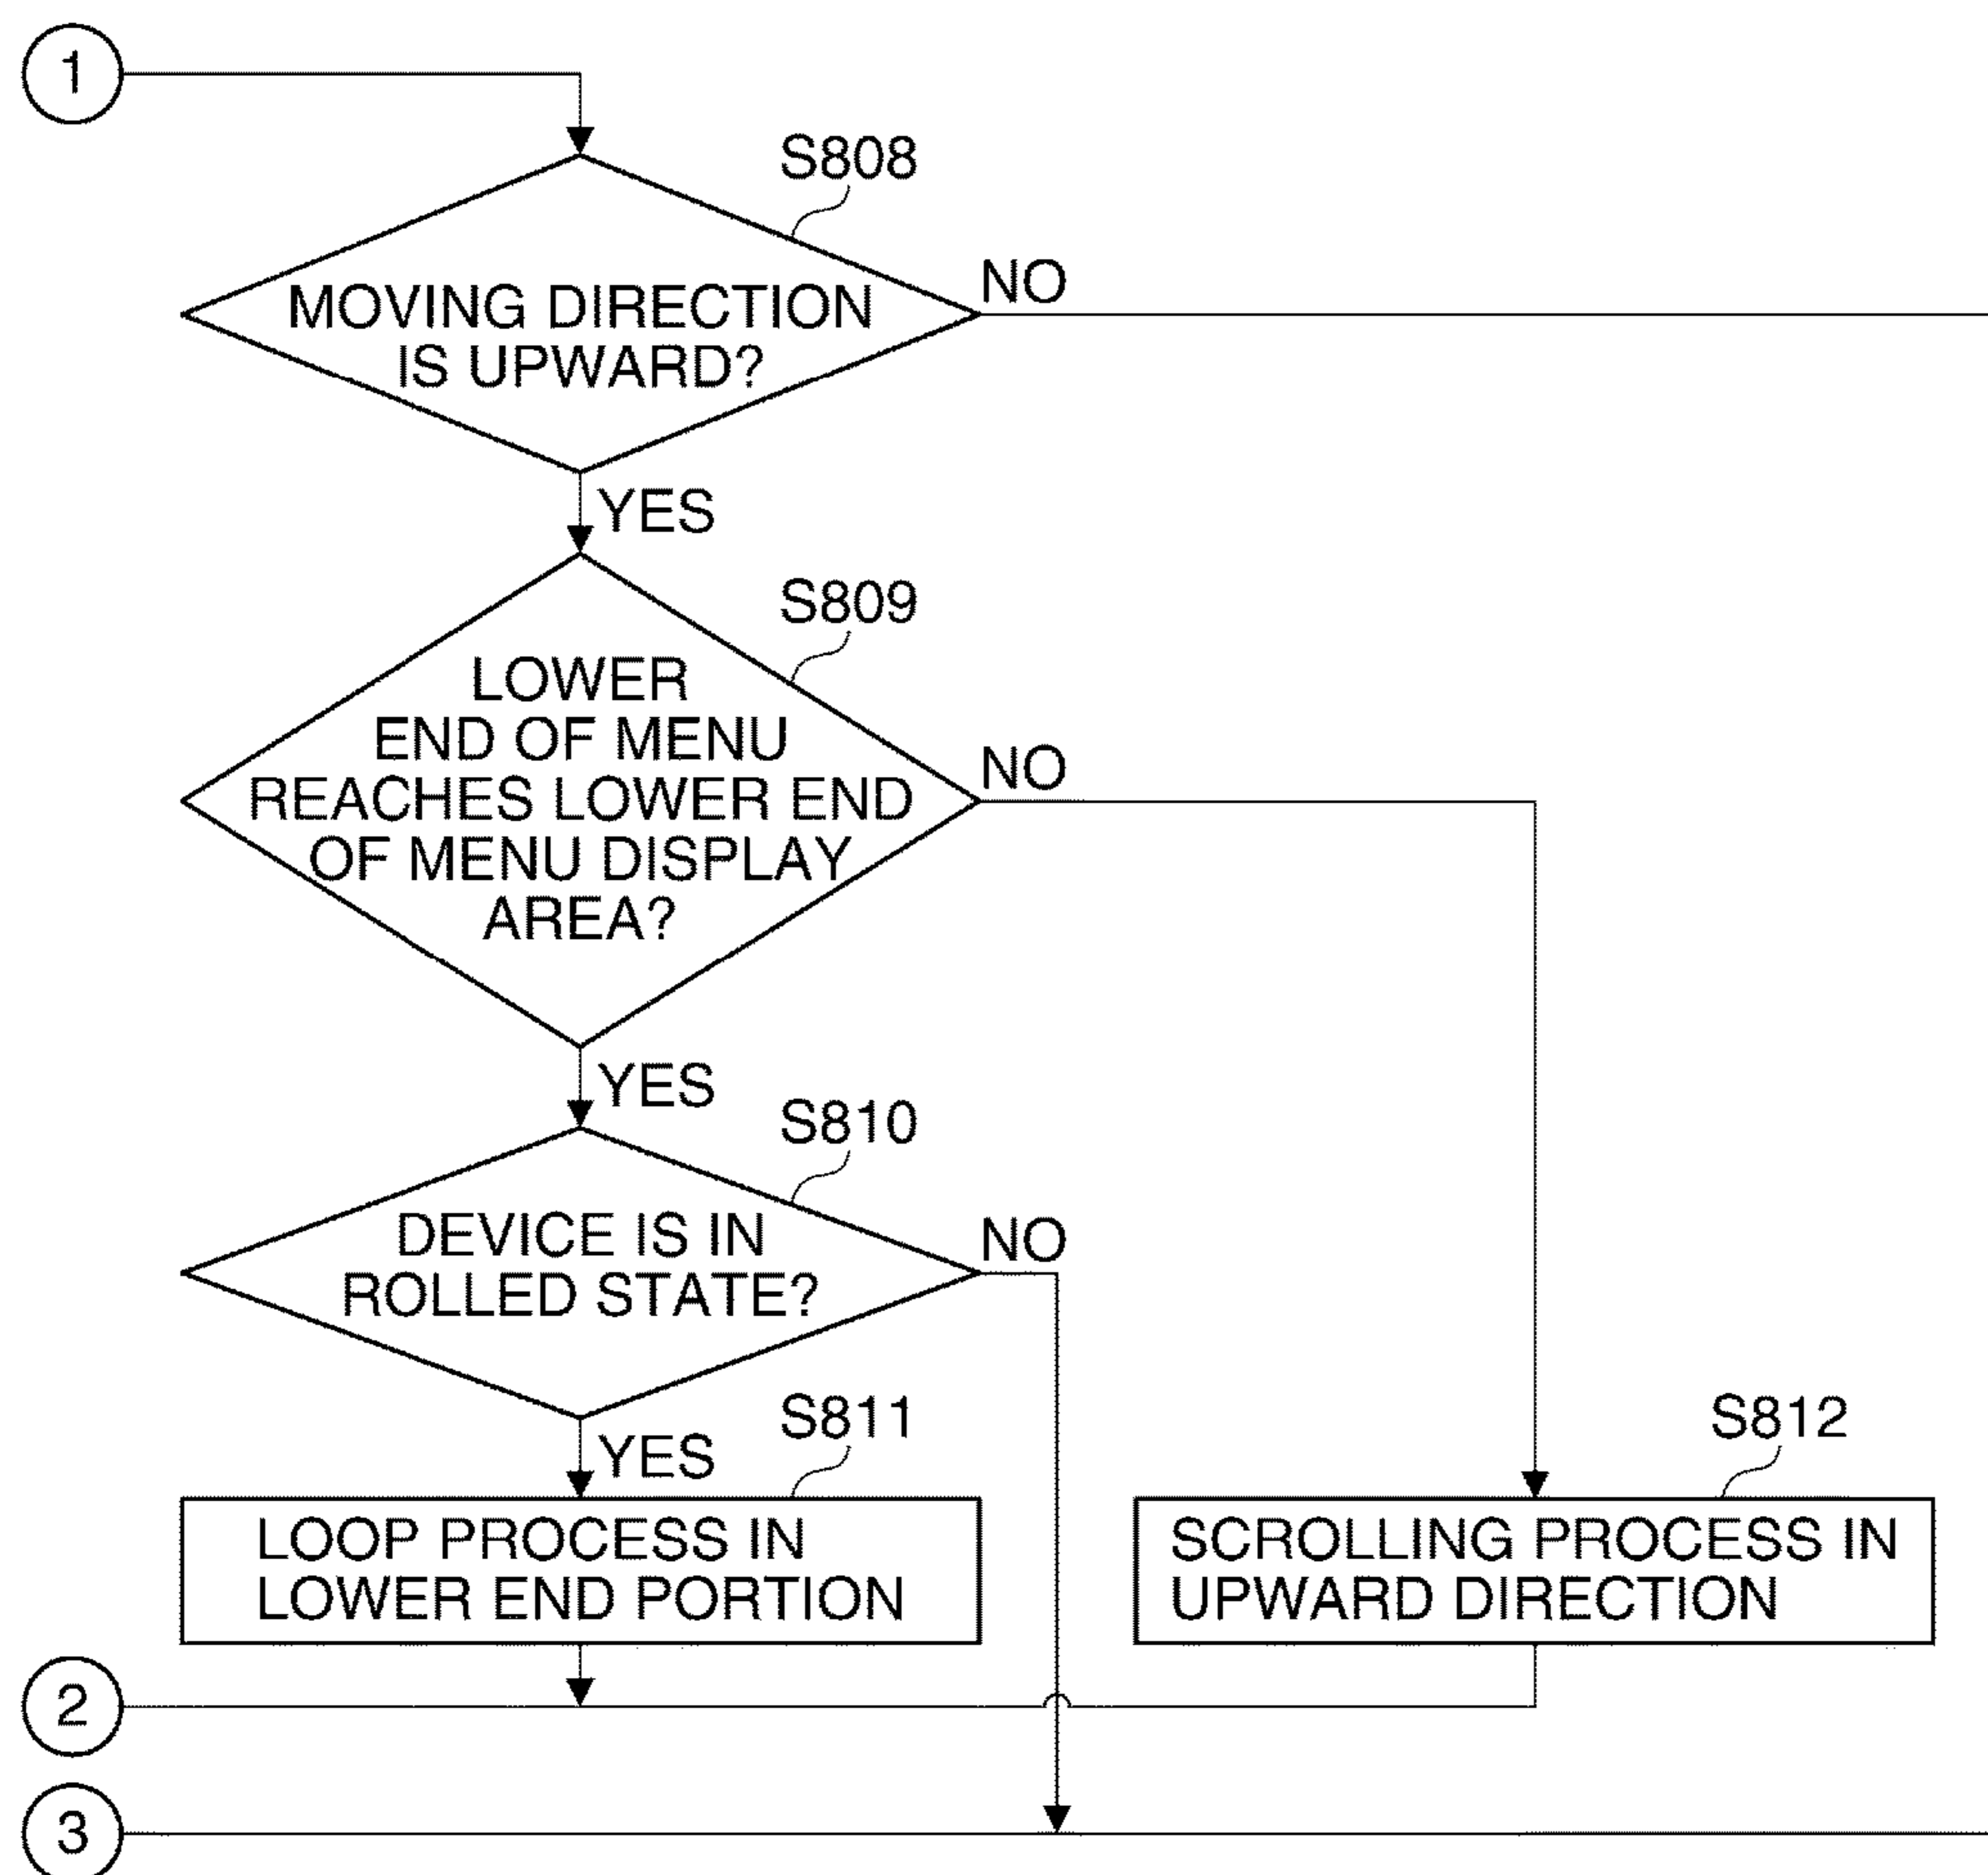 1
S808
MOVING DIRECTION
IS UPWARD?
NO
YES
S809
LOWER
END OF MENU
REACHES LOWER END
OF MENU DISPLAY
AREA?
NO
YES
S810
DEVICE IS IN
ROLLED STATE?
NO
YES
S811
LOOP PROCESS IN
LOWER END PORTION
S812
SCROLLING PROCESS IN
UPWARD DIRECTION
2
3